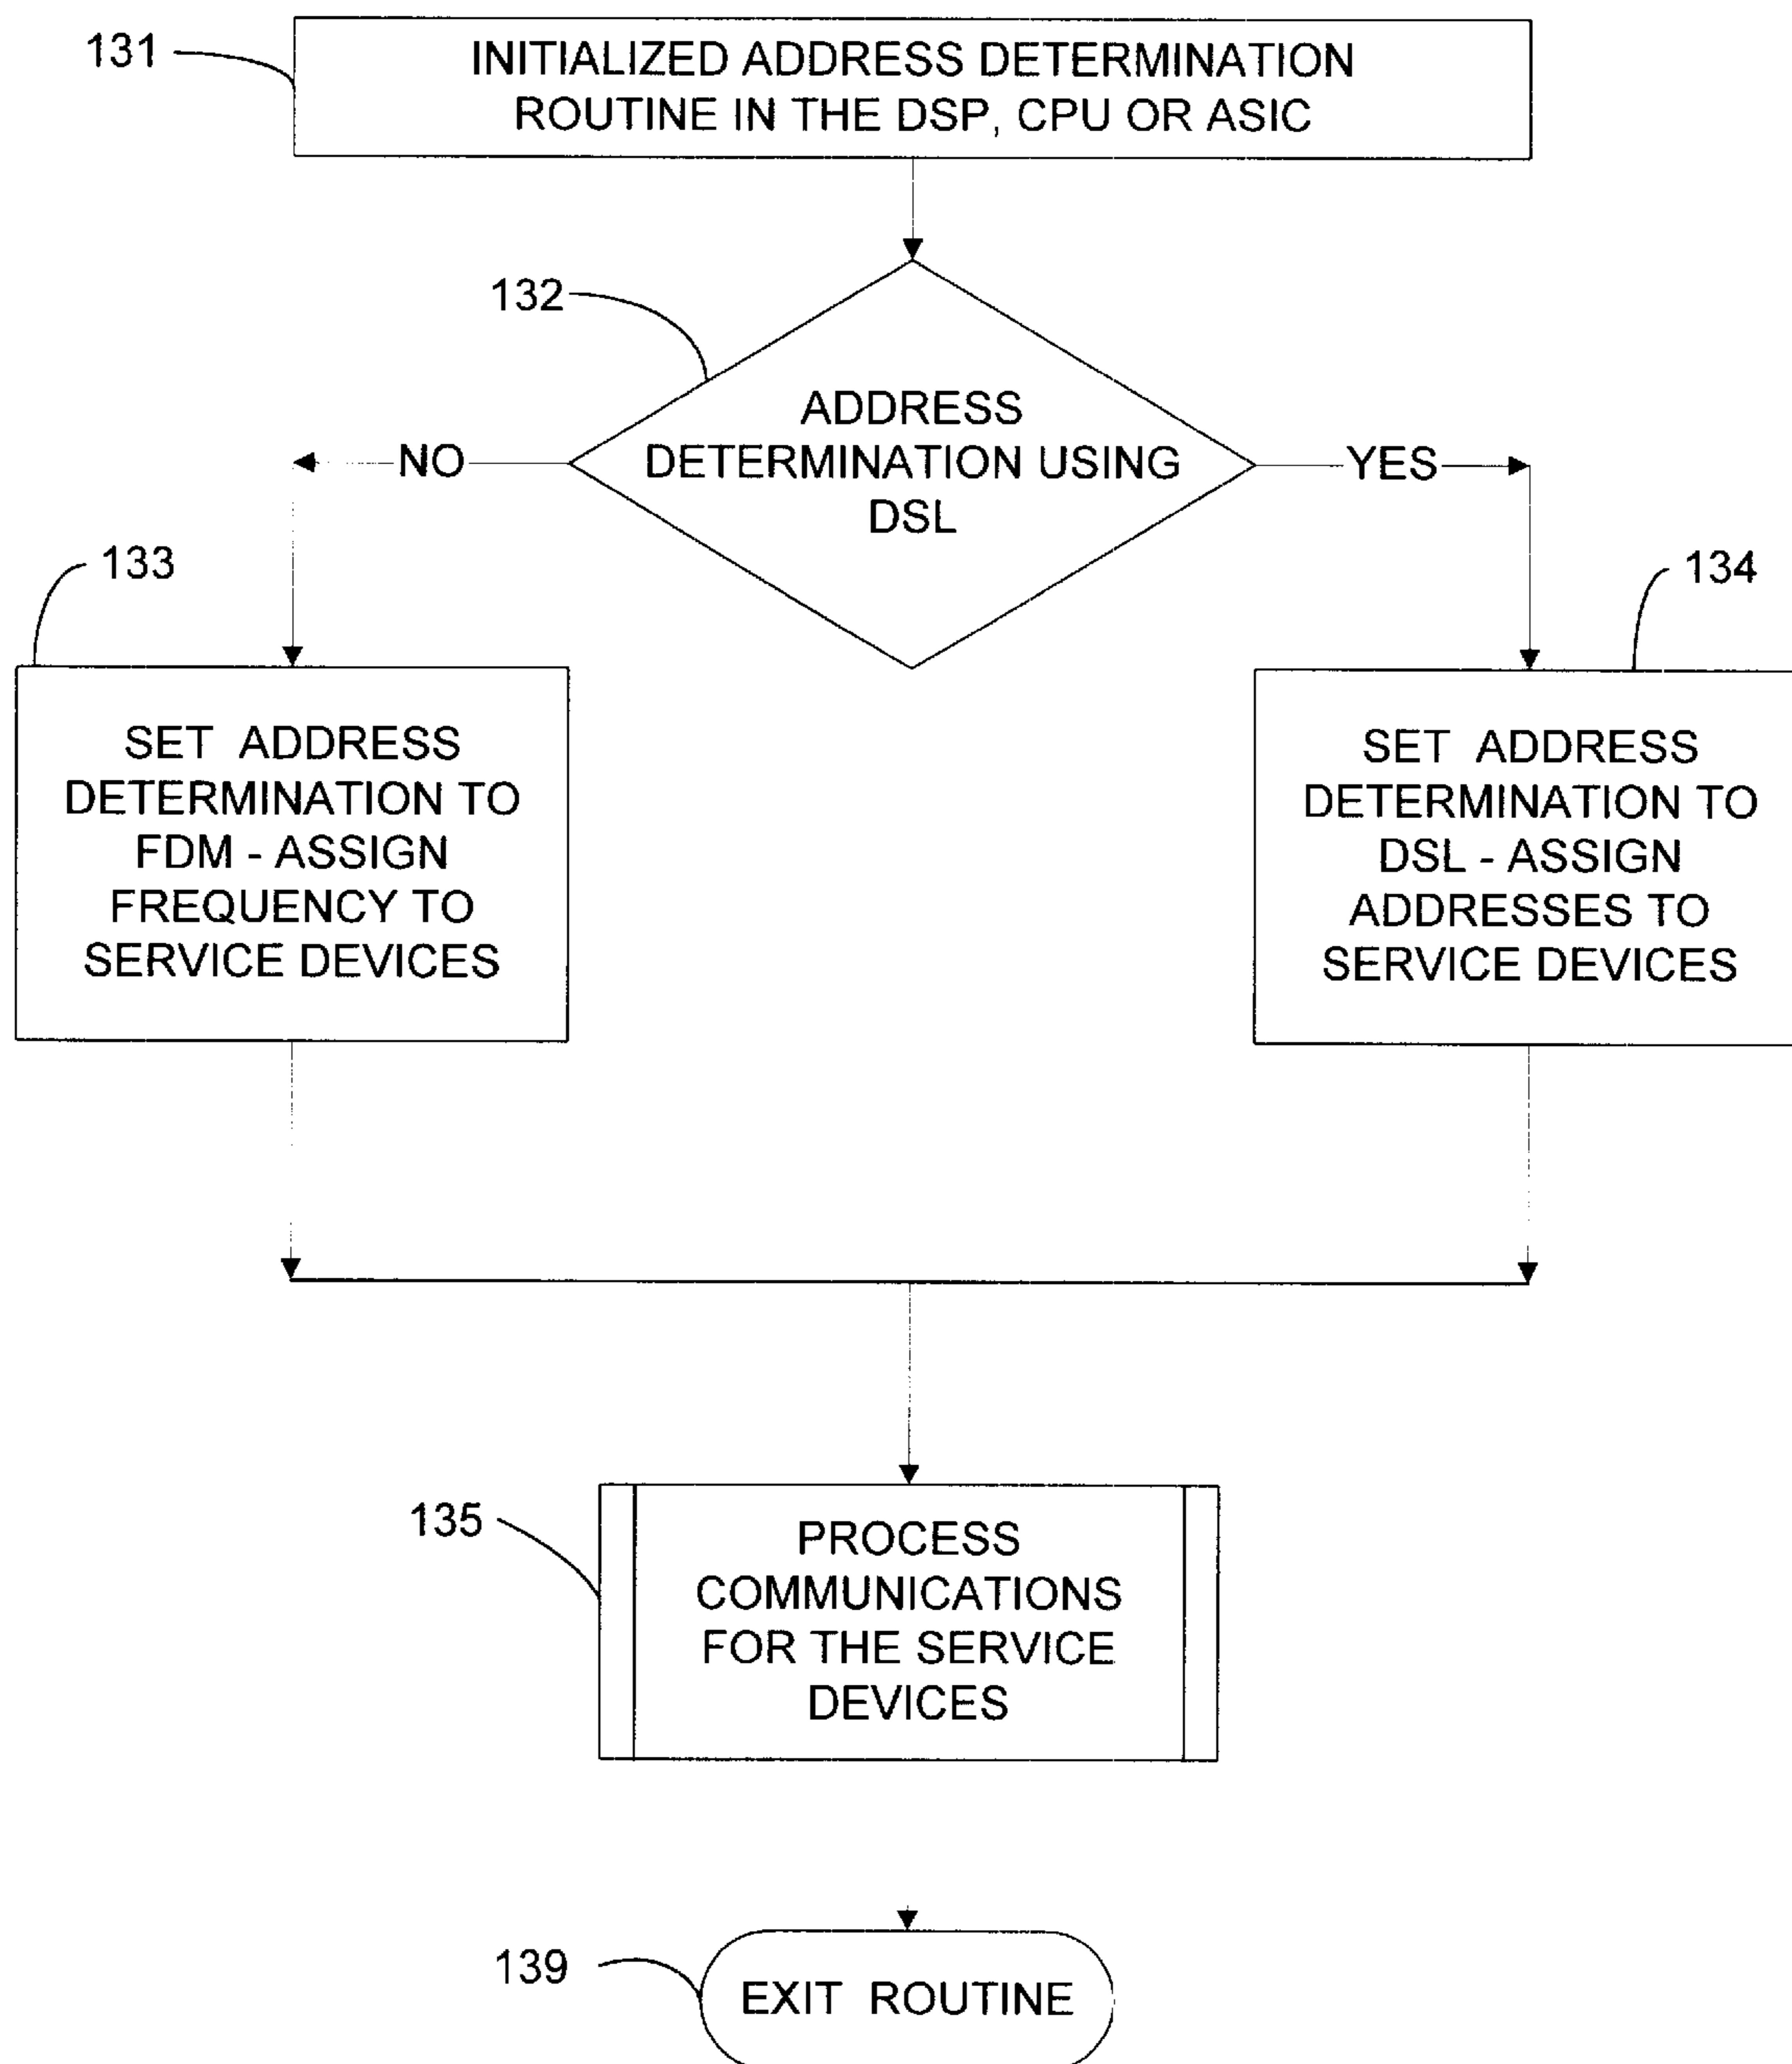 131
INITIALIZED ADDRESS DETERMINATION
ROUTINE IN THE DSP, CPU OR ASIC
132
ADDRESS
DETERMINATION USING
DSL
NO
YES
133
134
SET ADDRESS
DETERMINATION TO
FDM - ASSIGN
FREQUENCY TO
SERVICE DEVICES
SET ADDRESS
DETERMINATION TO
DSL - ASSIGN
ADDRESSES TO
SERVICE DEVICES
135
PROCESS
COMMUNICATIONS
FOR THE SERVICE
DEVICES
139
EXIT ROUTINE